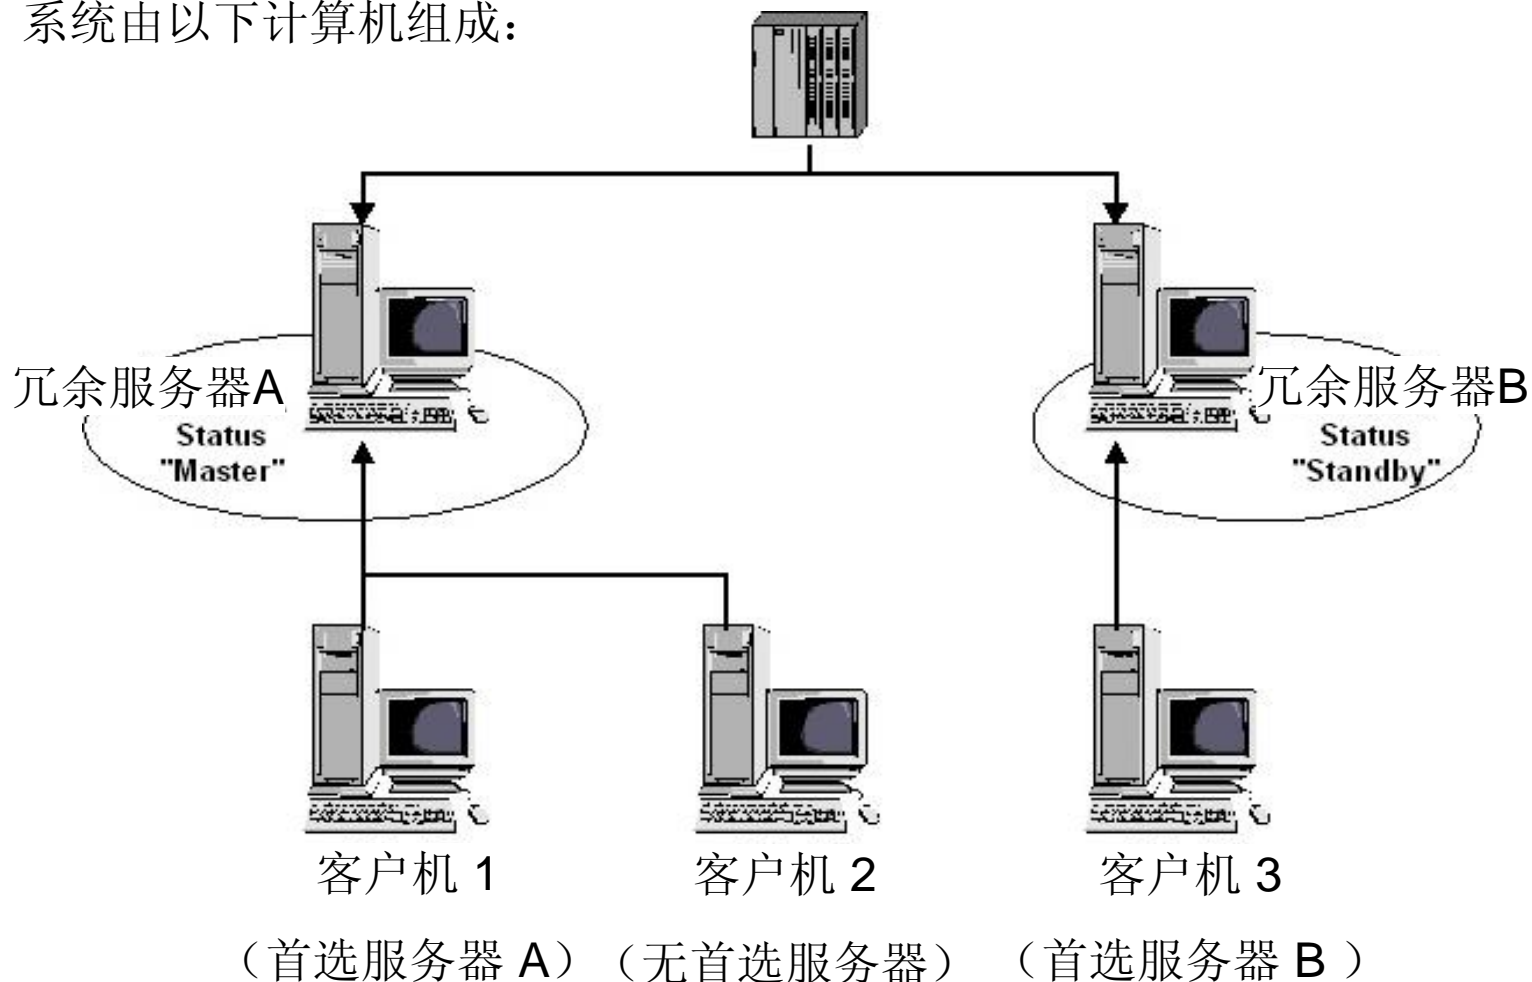 系统由以下计算机组成：
冗余服务器A
Status
"Master"
冗余服务器B
Status
"Standby"
客户机 1
客户机 2
客户机 3
（首选服务器 A）
（无首选服务器）
（首选服务器 B ）